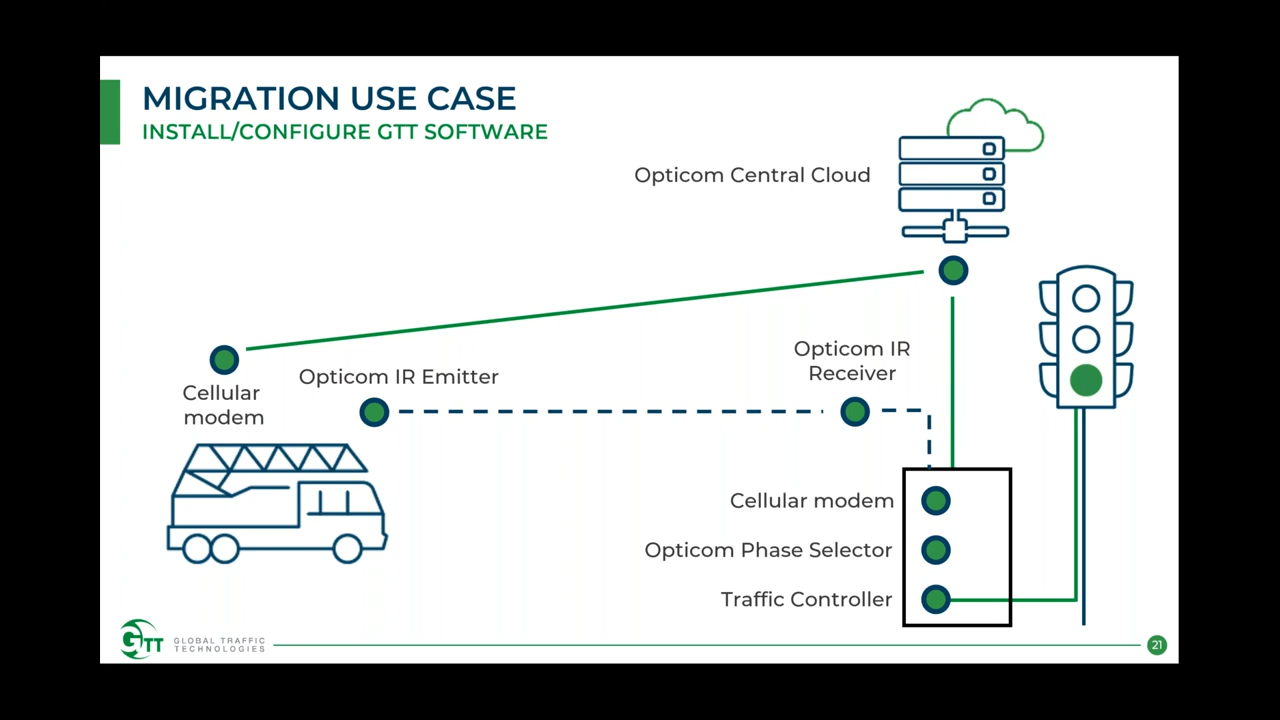 MIGRATION USE CASE
INSTALL/CONFIGURE GTT SOFTWARE
Opticom Central Cloud
Opticom IR
Receiver
Opticom IR Emitter
Cellular
modem
Cellular modem
Opticom Phase Selector
Traffic Controller
GTT
GLOBAL TRAFFIC
TECHNOLOGIES
21